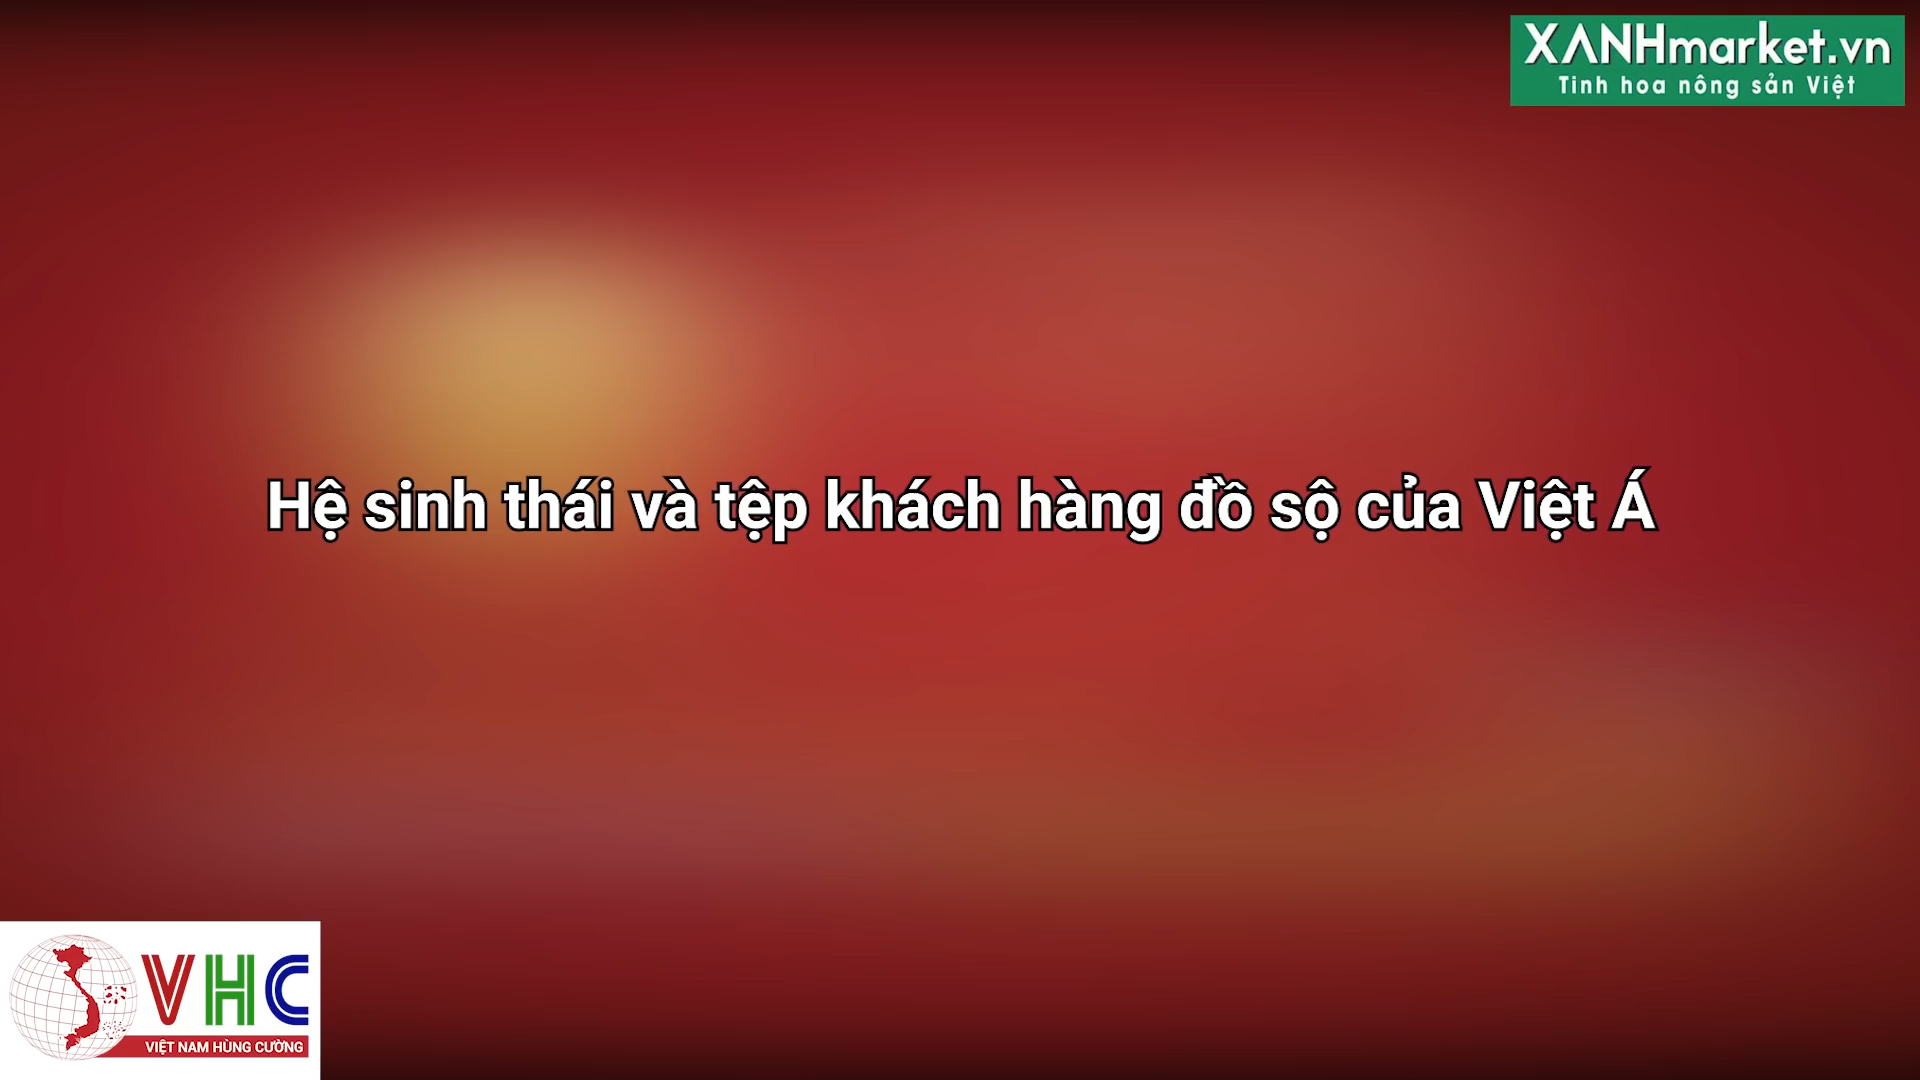 XANHmarket.vn
Tinh hoa nông sản Việt
Hệ sinh thái và tệp khách hàng đồ sộ của Việt Á
VHC
VIỆT NAM HÙNG CƯỜNG